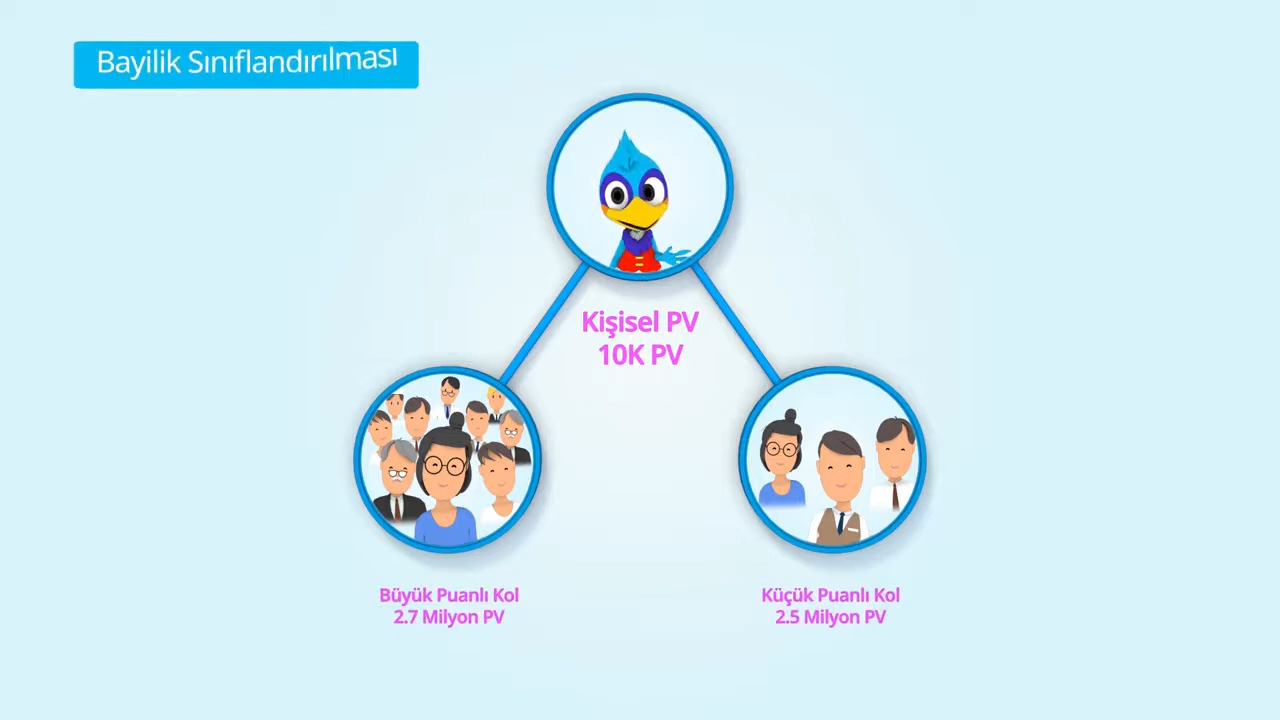 Bayilik Sınıflandırılması
Kişisel PV
10K PV
Büyük Puanlı Kol
2.7 Milyon PV
Küçük Puanlı Kol
2.5 Milyon PV